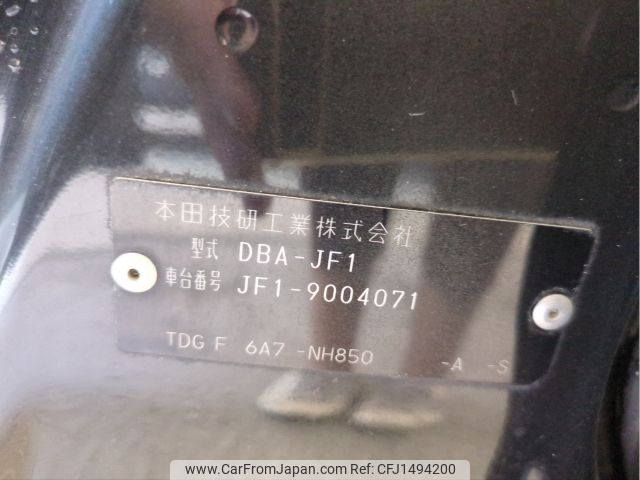 本田技研工業株式会社
型式 DBA-JF1
車台番号 JF1-9004071
TDG F 6A7 -NH850 -A -S
www.CarFromJapan.com CFJ1494200